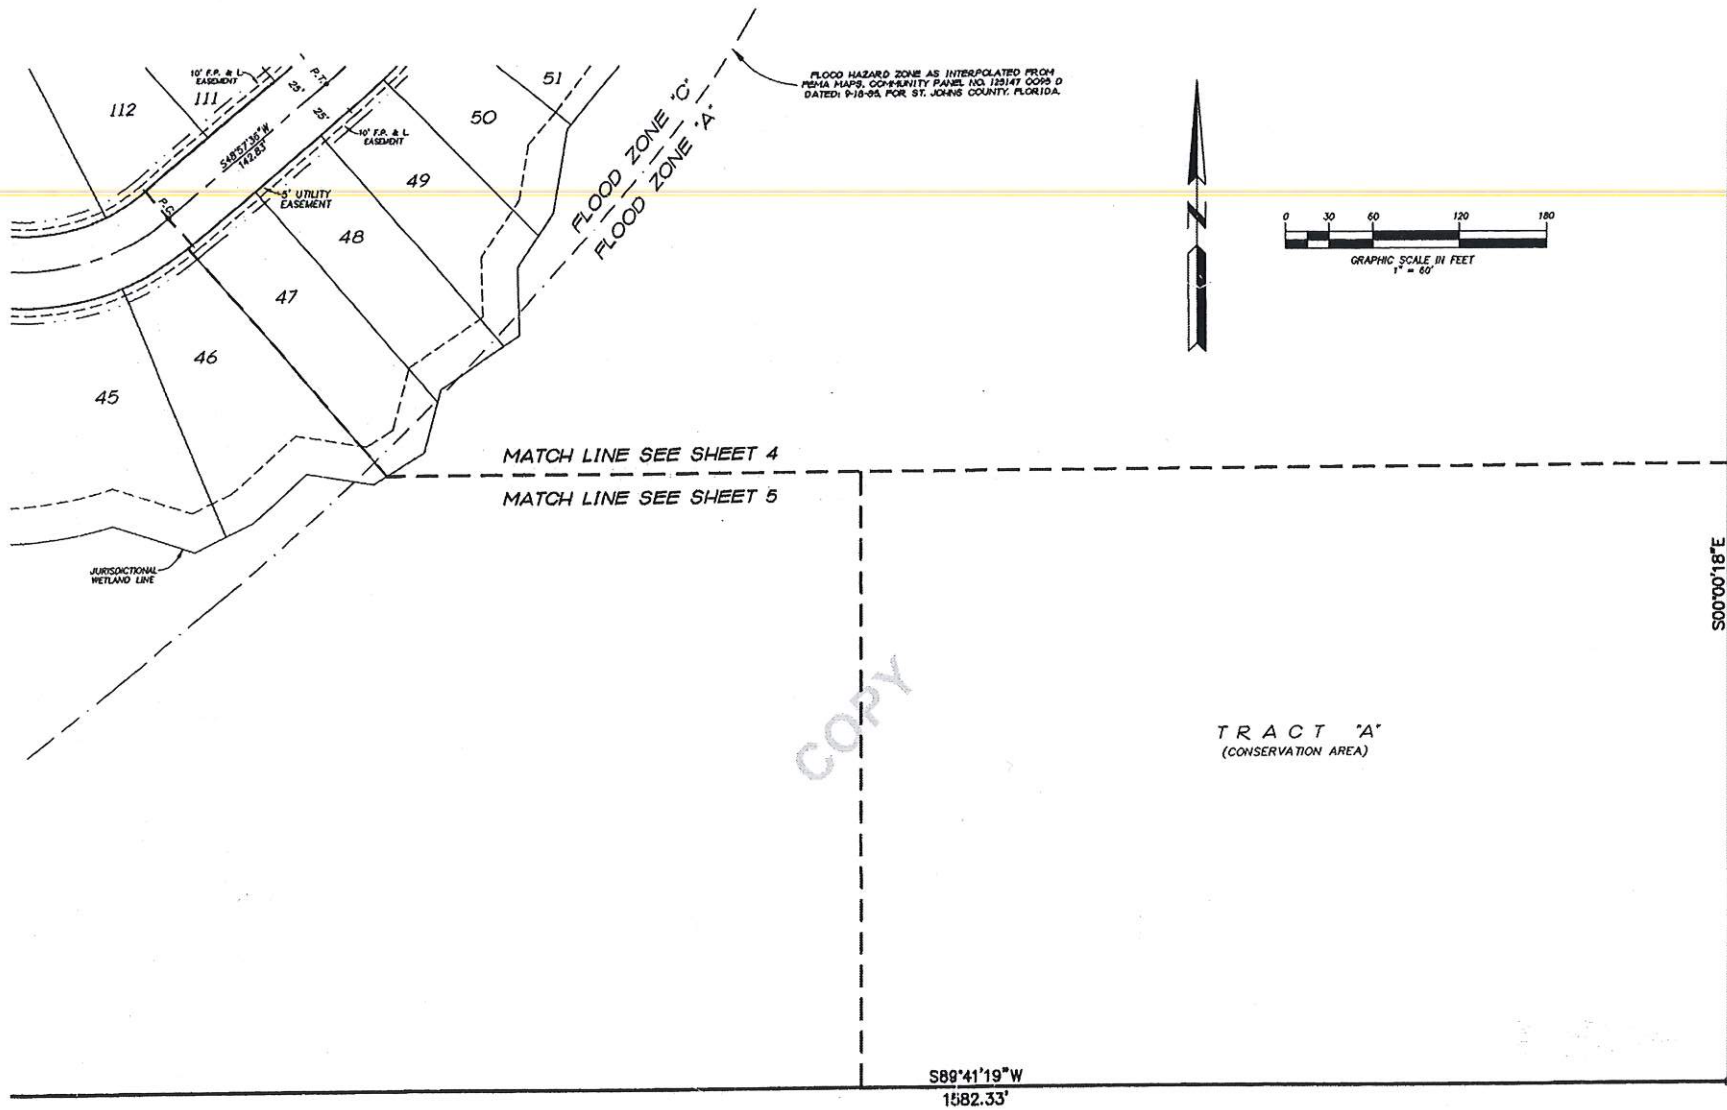 10' F.P. & L.
EASEMENT
112
111
P.T.
25'
25'
S48°57'36"W
142.83'
10' F.P. & L.
EASEMENT
P.C.
5' UTILITY
EASEMENT
51
50
49
48
47
46
45
FLOOD ZONE "C"
FLOOD ZONE "A"
FLOOD HAZARD ZONE AS INTERPOLATED FROM
FEMA MAPS, COMMUNITY PANEL NO. 125147 0095 D
DATED: 9-18-85, FOR ST. JOHNS COUNTY, FLORIDA.
N
0 30 60 120 180
GRAPHIC SCALE IN FEET
1" = 60'
MATCH LINE SEE SHEET 4
MATCH LINE SEE SHEET 5
JURISDICTIONAL
WETLAND LINE
S00°00'18"E
COPY
TRACT "A"
(CONSERVATION AREA)
S89°41'19"W
1582.33'